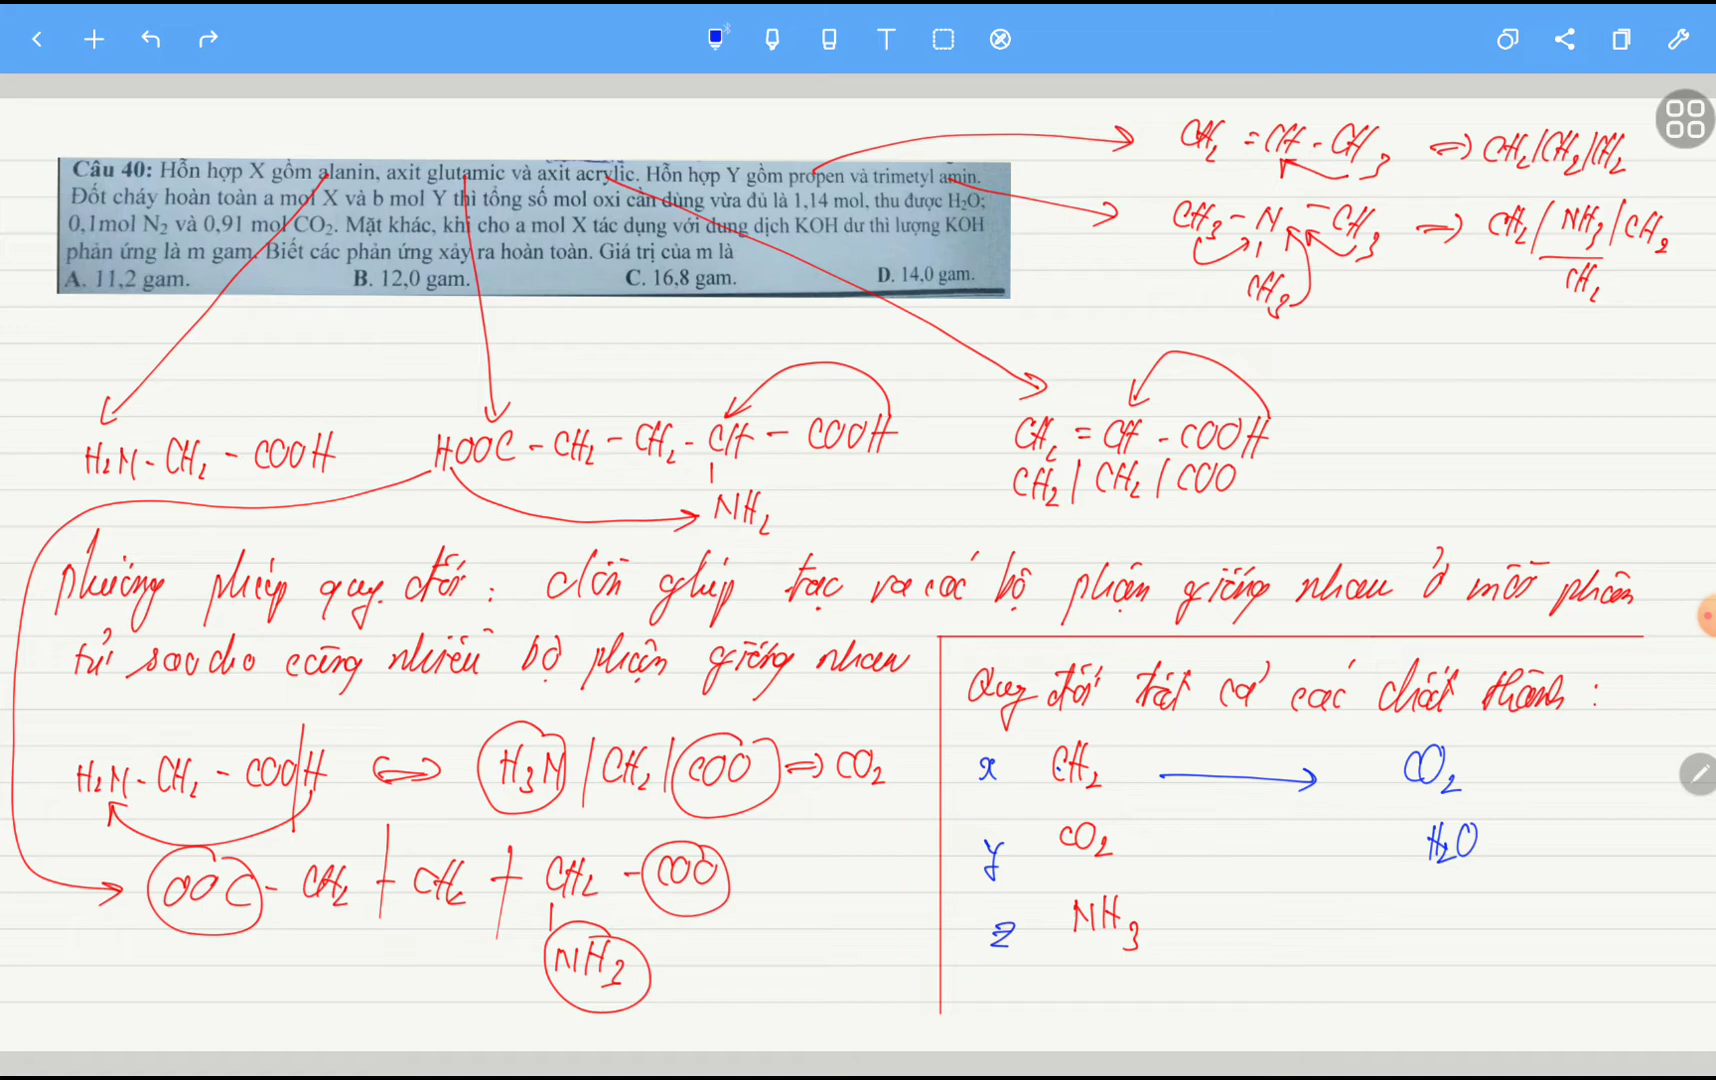 Câu 40: Hỗn hợp X gồm alanin, axit glutamic và axit acrylic. Hỗn hợp Y gồm propen và trimetyl amin.
Đốt cháy hoàn toàn a mol X và b mol Y thì tổng số mol oxi cần dùng vừa đủ là 1,14 mol, thu được H₂O;
0,1mol N₂ và 0,91 mol CO₂. Mặt khác, khi cho a mol X tác dụng với dung dịch KOH dư thì lượng KOH
phản ứng là m gam. Biết các phản ứng xảy ra hoàn toàn. Giá trị của m là
A. 11,2 gam. B. 12,0 gam. C. 16,8 gam. D. 14,0 gam.
CH₂ = CH - CH₃ ⇒ CH₂/CH₂/CH₂
CH₃ - N - CH₃ ⇒ CH₂/ NH₃ /CH₂
CH₃ CH₂
H₂N - CH₂ - COOH HOOC - CH₂ - CH₂ - CH - COOH CH₂ = CH - COOH
NH₂ CH₂ / CH₂ / COO
phương pháp quy đổi : dồn ghép tạc ra các bộ phận giống nhau ở mỗi phân
tử sao cho càng nhiều bộ phận giống nhau
Quy đổi tất cả các chất thành :
H₂N - CH₂ - COO|H ⇔ H₃N / CH₂ / COO ⇒ CO₂
OOC - CH₂ + CH₂ + CH₂ - COO
NH₃
x CH₂ → CO₂
y CO₂ H₂O
z NH₃